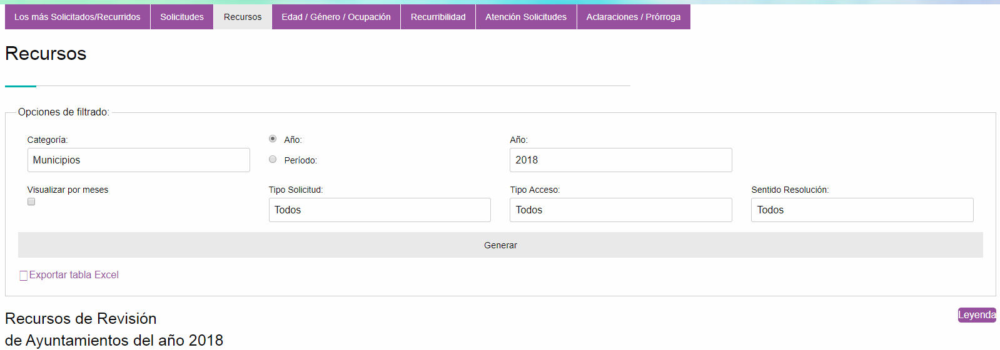 Los más Solicitados/Recurridos Solicitudes Recursos Edad / Género / Ocupación Recurribilidad Atención Solicitudes Aclaraciones / Prórroga
Recursos
Opciones de filtrado:
Categoría: Año: Año:
Municipios Período: 2018
Visualizar por meses Tipo Solicitud: Tipo Acceso: Sentido Resolución:
Todos Todos Todos
Generar
Exportar tabla Excel
Recursos de Revisión Leyenda
de Ayuntamientos del año 2018